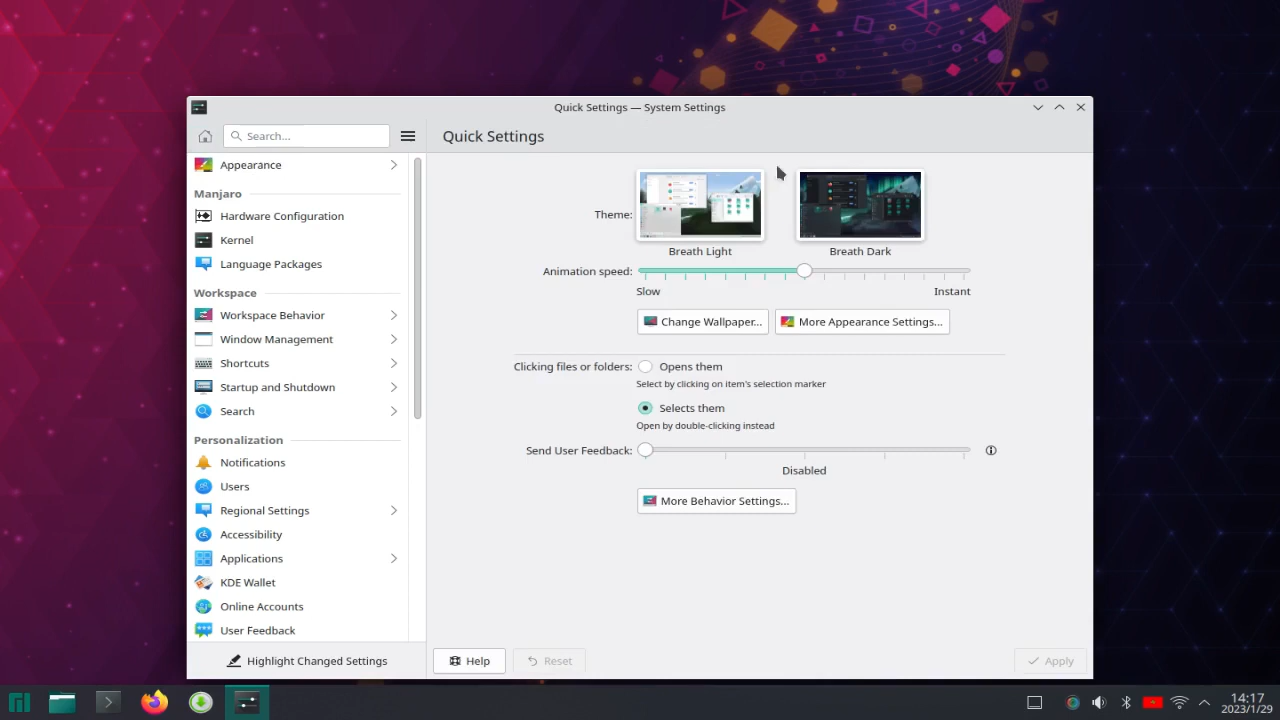 Quick Settings — System Settings
Search...
Quick Settings
Appearance
Manjaro
Hardware Configuration
Kernel
Language Packages
Workspace
Workspace Behavior
Window Management
Shortcuts
Startup and Shutdown
Search
Personalization
Notifications
Users
Regional Settings
Accessibility
Applications
KDE Wallet
Online Accounts
User Feedback
Highlight Changed Settings
Theme:
Breath Light
Breath Dark
Animation speed:
Slow
Instant
Change Wallpaper...
More Appearance Settings...
Clicking files or folders:
Opens them
Select by clicking on item's selection marker
Selects them
Open by double-clicking instead
Send User Feedback:
Disabled
More Behavior Settings...
Help
Reset
Apply
14:17
2023/1/29